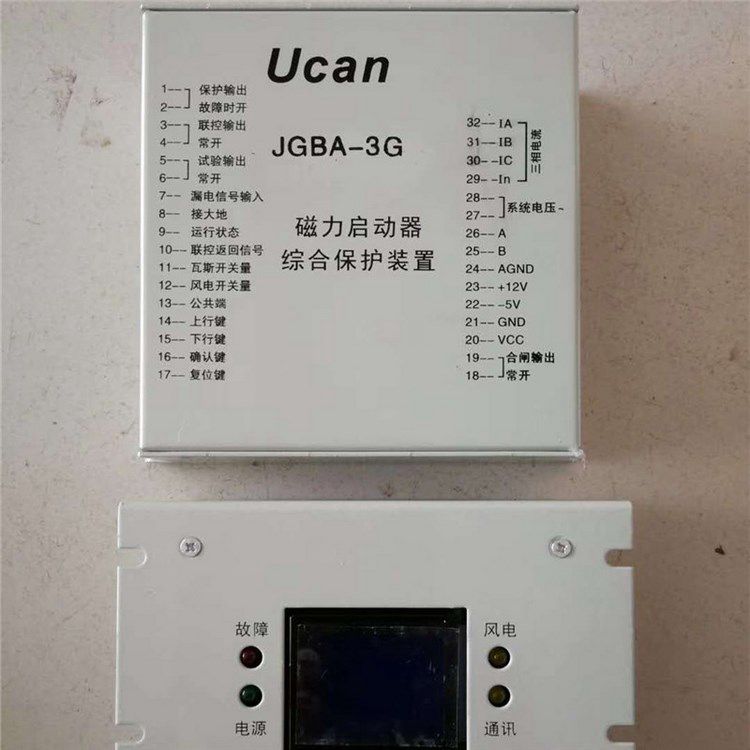 Ucan
JGBA-3G
磁力启动器
综合保护装置
1-- 保护输出
2-- 故障时开
3-- 联控输出
4-- 常开
5-- 试验输出
6-- 常开
7-- 漏电信号输入
8-- 接大地
9-- 运行状态
10-- 联控返回信号
11-- 瓦斯开关量
12-- 风电开关量
13-- 公共端
14-- 上行键
15-- 下行键
16-- 确认键
17-- 复位键
32-- IA
31-- IB
30-- IC
29-- In
三相电流
28--
27--
系统电压~
26-- A
25-- B
24-- AGND
23-- +12V
22-- -5V
21-- GND
20-- VCC
19-- 合闸输出
18-- 常开
故障
风电
电源
通讯